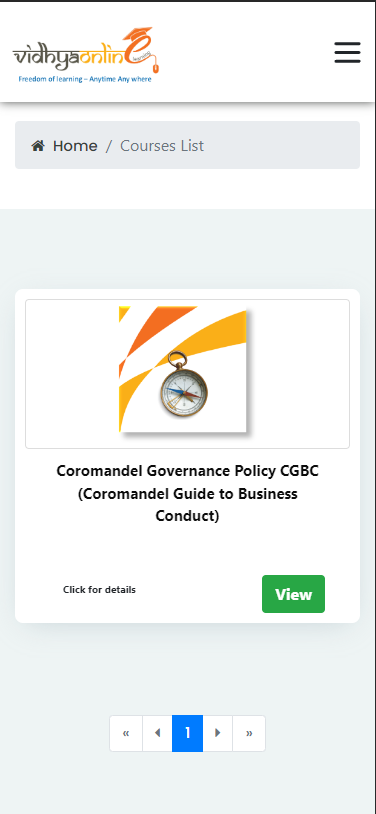 vidhyaonline
learning
Freedom of learning – Anytime Any where
Home / Courses List
Coromandel Governance Policy CGBC
(Coromandel Guide to Business
Conduct)
Click for details
View
« 1 »